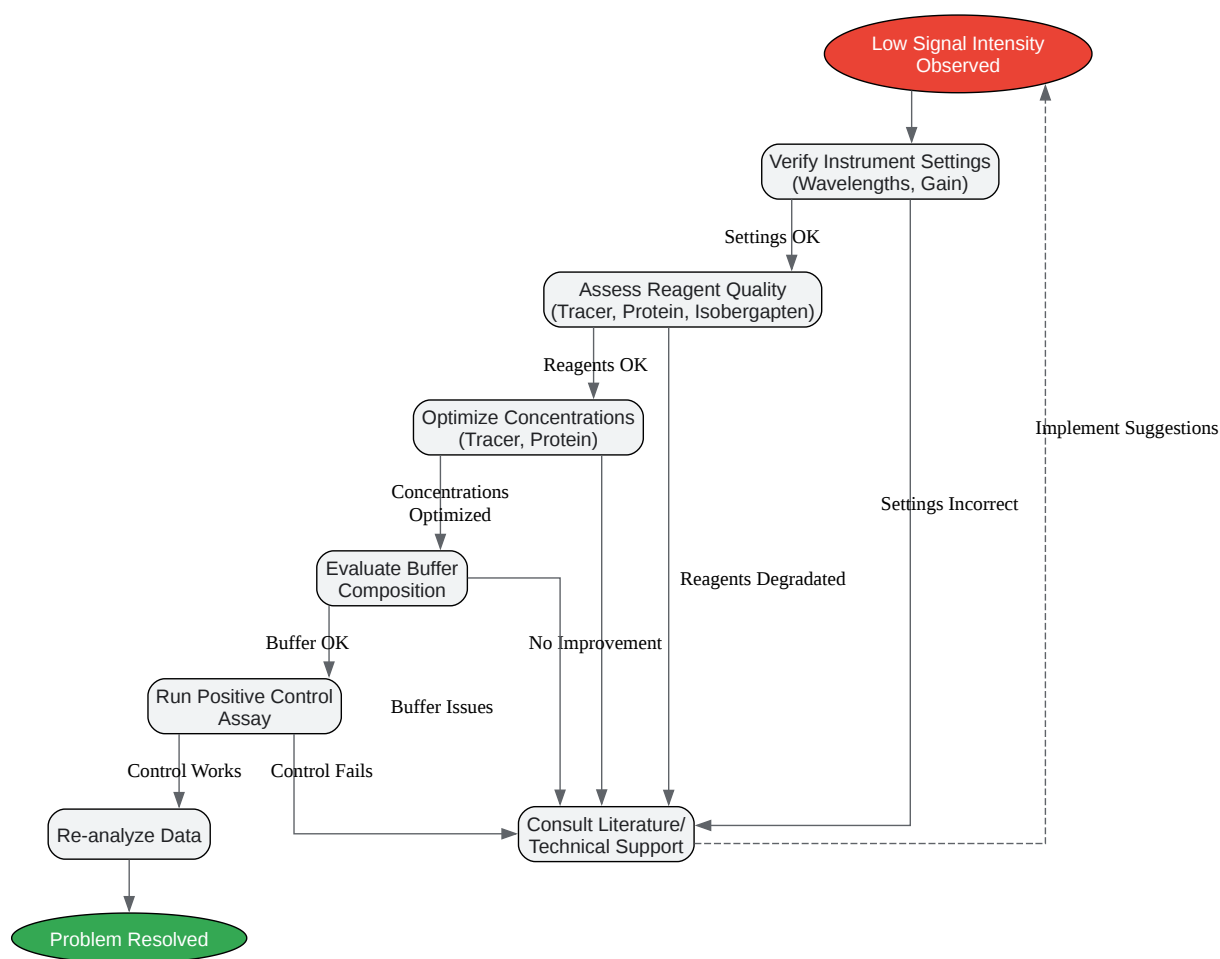 Low Signal Intensity
Observed
Verify Instrument Settings
(Wavelengths, Gain)
Settings OK
Assess Reagent Quality
(Tracer, Protein, Isobergapten)
Reagents OK
Optimize Concentrations
(Tracer, Protein)
Implement Suggestions
Concentrations
Optimized
Settings Incorrect
Evaluate Buffer
Composition
Reagents Degradated
Buffer OK
No Improvement
Run Positive Control
Assay
Buffer Issues
Control Works
Control Fails
Re-analyze Data
Consult Literature/
Technical Support
Problem Resolved